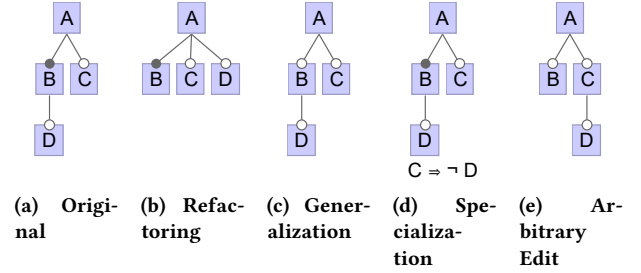 A A A A A
B C B C D B C B C B C
D D D D
C ⇒ ¬ D
(a) Origi- (b) Refac- (c) Gener- (d) Spe- (e) Ar-
nal toring alization cializa- bitrary
tion Edit